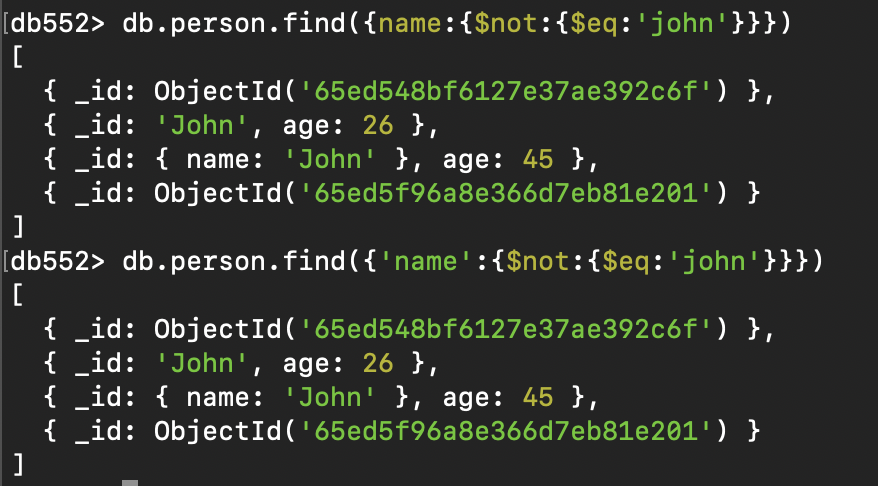 [db552> db.person.find({name:{$not:{$eq:'john'}}})
[
  { _id: ObjectId('65ed548bf6127e37ae392c6f') },
  { _id: 'John', age: 26 },
  { _id: { name: 'John' }, age: 45 },
  { _id: ObjectId('65ed5f96a8e366d7eb81e201') }
]
[db552> db.person.find({'name':{$not:{$eq:'john'}}})
[
  { _id: ObjectId('65ed548bf6127e37ae392c6f') },
  { _id: 'John', age: 26 },
  { _id: { name: 'John' }, age: 45 },
  { _id: ObjectId('65ed5f96a8e366d7eb81e201') }
]